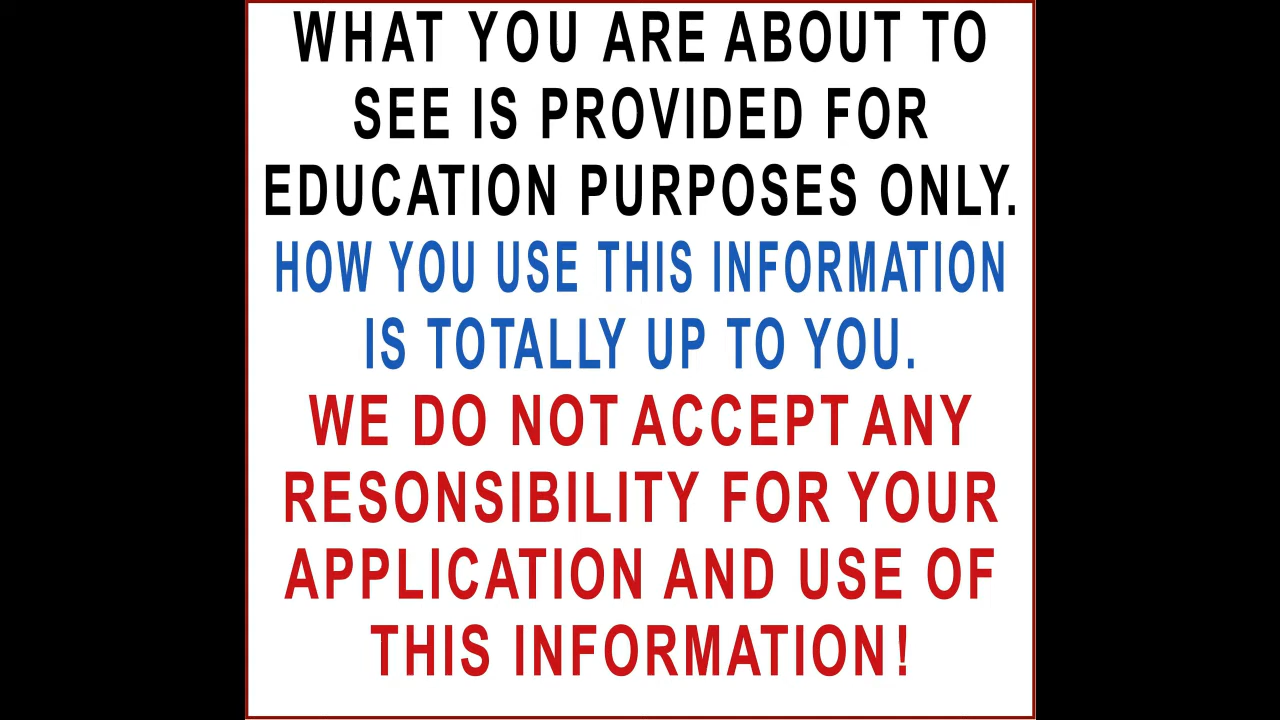 WHAT YOU ARE ABOUT TO
SEE IS PROVIDED FOR
EDUCATION PURPOSES ONLY.
HOW YOU USE THIS INFORMATION
IS TOTALLY UP TO YOU.
WE DO NOT ACCEPT ANY
RESONSIBILITY FOR YOUR
APPLICATION AND USE OF
THIS INFORMATION!